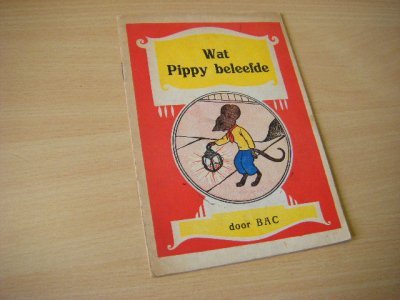 Wat
Pippy beleefde
door BAC